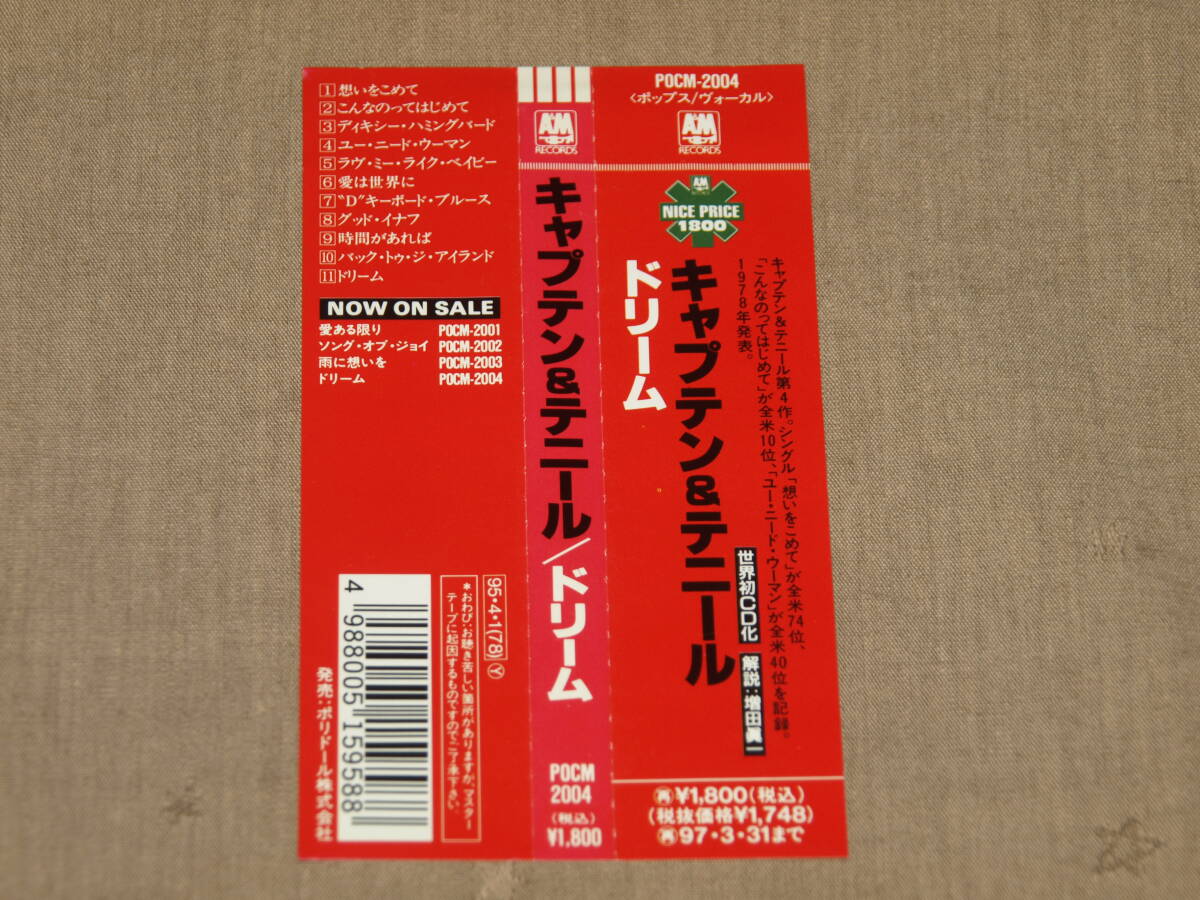 1 想いをこめて
2 こんなのってはじめて
3 ディキシー・ハミングバード
4 ユー・ニード・ウーマン
5 ラヴ・ミー・ライク・ベイビー
6 愛は世界に
7 “D”キーボード・ブルース
8 グッド・イナフ
9 時間があれば
10 バック・トゥ・ジ・アイランド
11 ドリーム
NOW ON SALE
愛ある限り POCM-2001
ソング・オブ・ジョイ POCM-2002
雨に想いを POCM-2003
ドリーム POCM-2004
95・4・1(78) Y
*おわび:お聴き苦しい箇所がありますが、マスター
テープに起因するものですのでご了承下さい。
4 988005 159588
発売:ポリドール株式会社
A&M
RECORDS
キャプテン&テニール/ドリーム
POCM
2004
(税込)
¥1,800
POCM-2004
〈ポップス/ヴォーカル〉
A&M
RECORDS
A&M
RECORDS
NICE PRICE
1800
キャプテン&テニール第4作。シングル「想いをこめて」が全米74位、
「こんなのってはじめて」が全米10位、「ユー・ニード・ウーマン」が全米40位を記録。
1978年発表。
キャプテン&テニール
ドリーム
世界初CD化
解説:増田眞一
再¥1,800(税込)
(税抜価格¥1,748)
再97・3・31まで